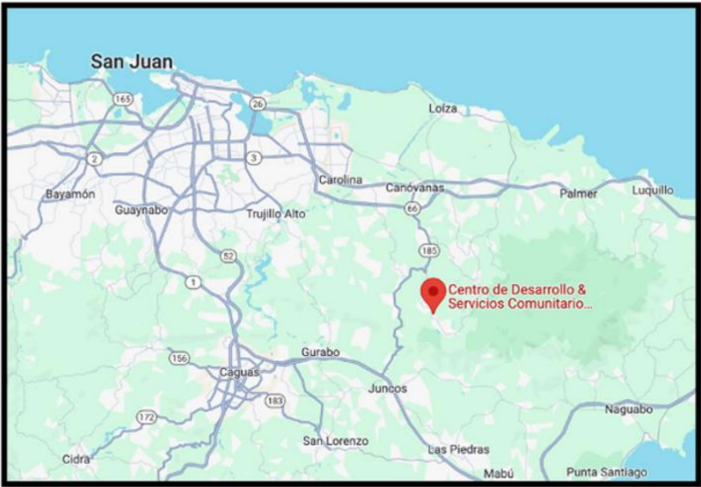 San Juan
165
26
Loíza
2
3
Carolina
Canóvanas
Palmer
Luquillo
Bayamón
Guaynabo
Trujillo Alto
66
185
52
1
Centro de Desarrollo &
Servicios Comunitario...
Gurabo
156
Caguas
Juncos
183
172
Naguabo
San Lorenzo
Cidra
Las Piedras
Mabú
Punta Santiago